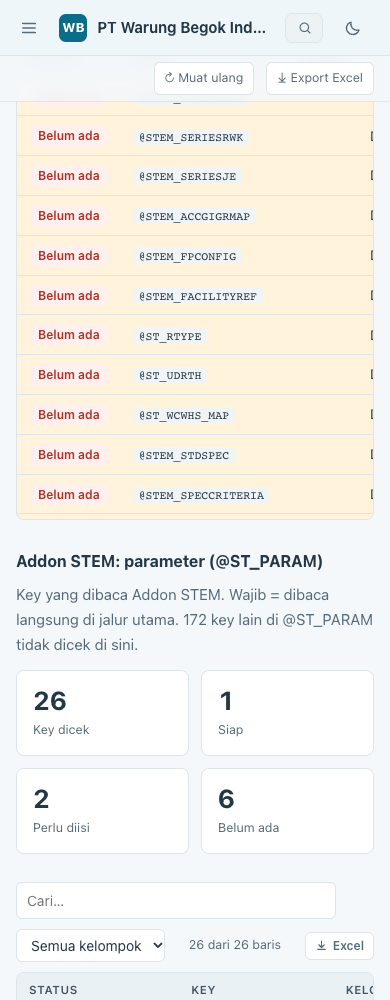 WB PT Warung Begok Ind...
Muat ulang
Export Excel
Belum ada @STEM_SERIESRWK
Belum ada @STEM_SERIESJE
Belum ada @STEM_ACCGIGRMAP
Belum ada @STEM_FPCONFIG
Belum ada @STEM_FACILITYREF
Belum ada @ST_RTYPE
Belum ada @ST_UDRTH
Belum ada @ST_WCWHS_MAP
Belum ada @STEM_STDSPEC
Belum ada @STEM_SPECCRITERIA
Addon STEM: parameter (@ST_PARAM)
Key yang dibaca Addon STEM. Wajib = dibaca
langsung di jalur utama. 172 key lain di @ST_PARAM
tidak dicek di sini.
26
Key dicek
1
Siap
2
Perlu diisi
6
Belum ada
Cari...
Semua kelompok
26 dari 26 baris
Excel
STATUS KEY